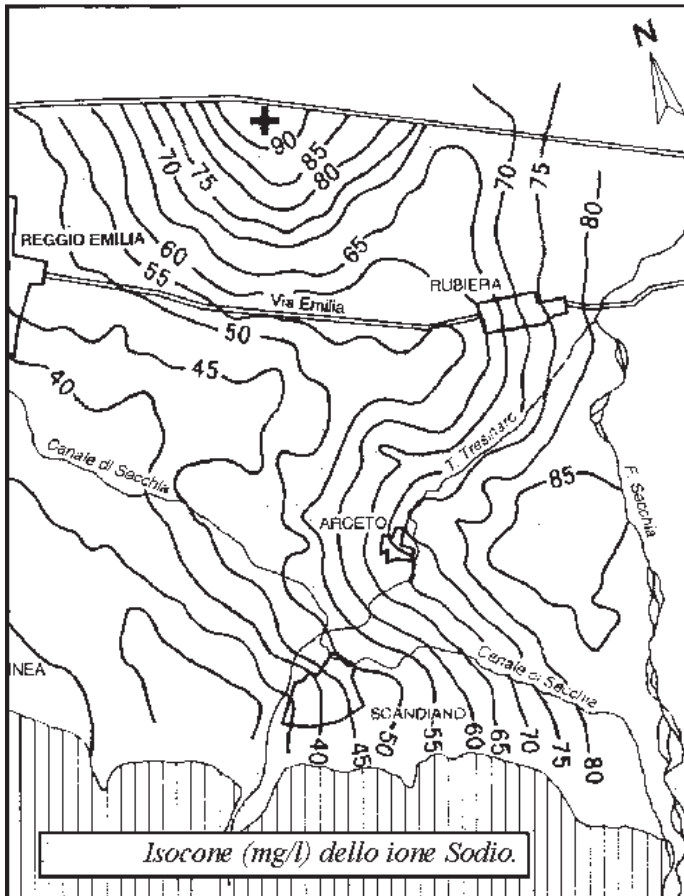 N
90
85
80
75
70
70
75
80
65
60
55
REGGIO EMILIA
RUBIERA
Via Emilia
50
45
40
Canale di Secchia
T. Tresinaro
85
F. Secchia
ARCETO
INEA
Canale di Secchia
SCANDIANO
40
45
50
55
60
65
70
75
80
Isocone (mg/l) dello ione Sodio.